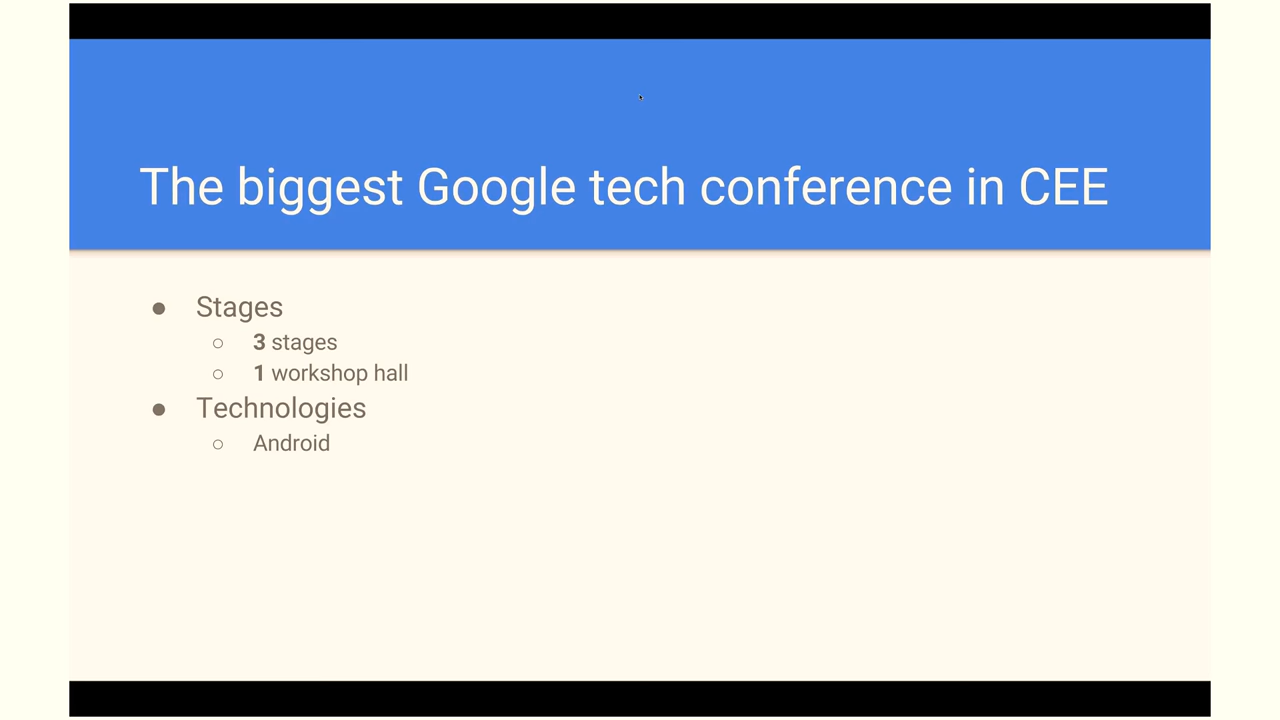 The biggest Google tech conference in CEE
● Stages
○ 3 stages
○ 1 workshop hall
● Technologies
○ Android